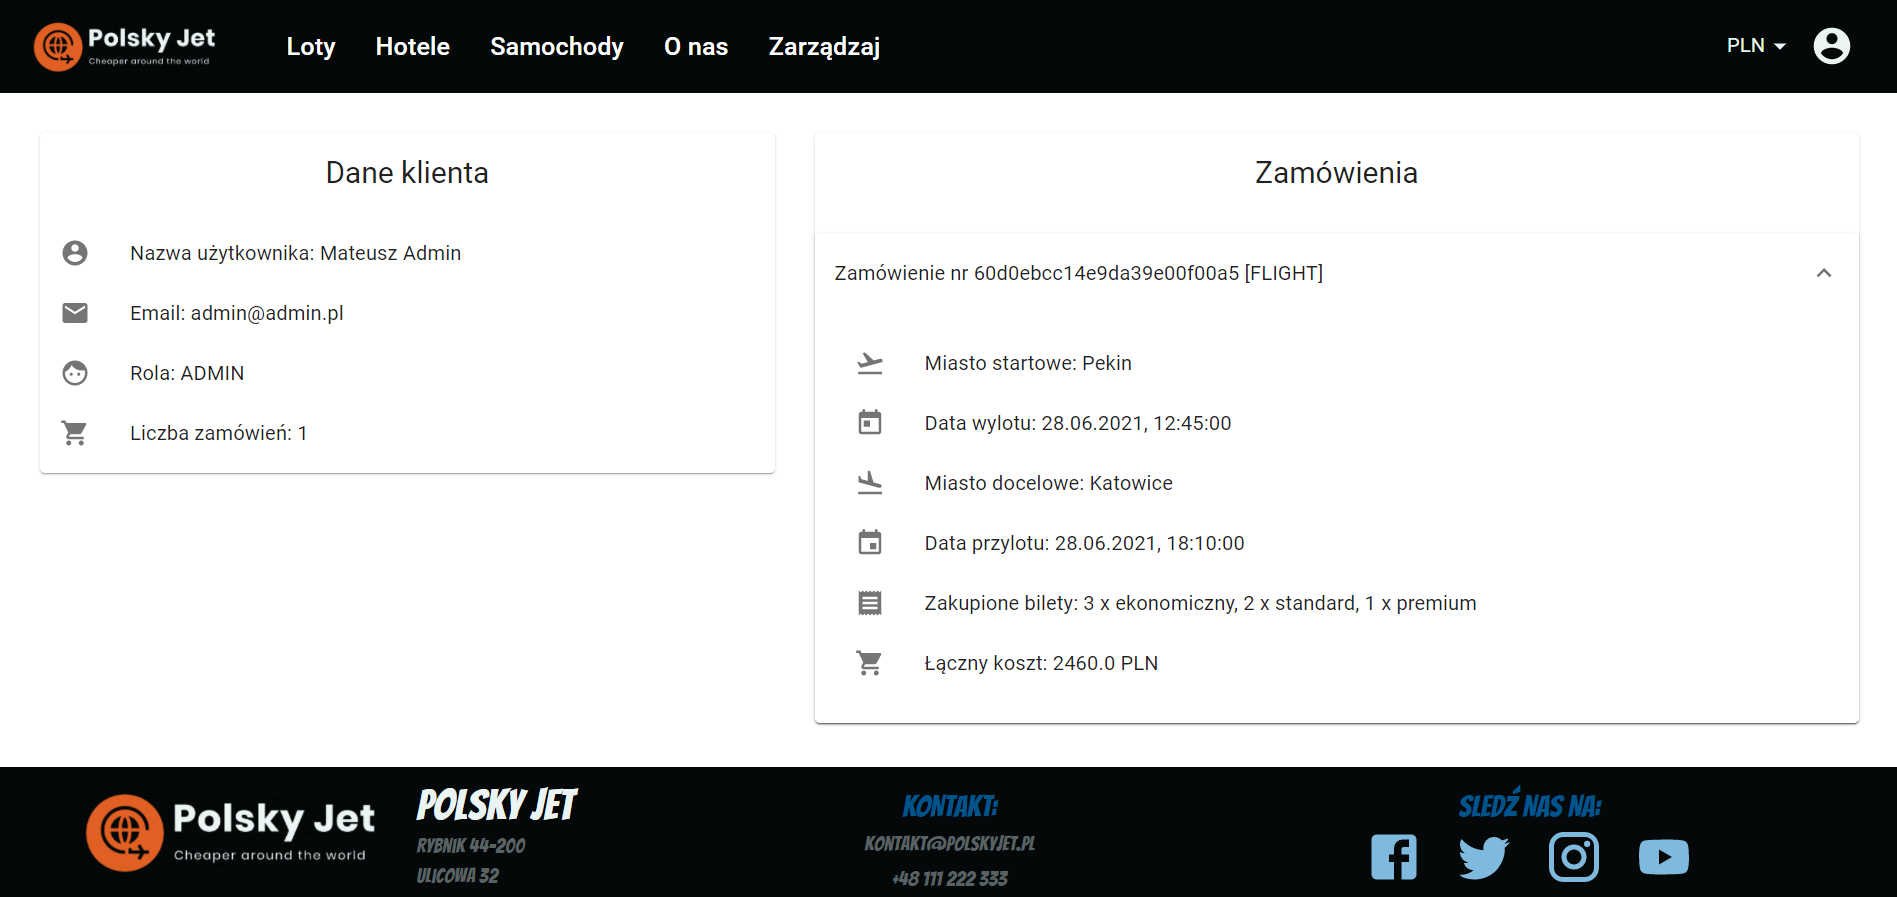 Polsky Jet
Cheaper around the world
Loty Hotele Samochody O nas Zarządzaj
PLN
Dane klienta
Nazwa użytkownika: Mateusz Admin
Email: admin@admin.pl
Rola: ADMIN
Liczba zamówień: 1
Zamówienia
Zamówienie nr 60d0ebcc14e9da39e00f00a5 [FLIGHT]
Miasto startowe: Pekin
Data wylotu: 28.06.2021, 12:45:00
Miasto docelowe: Katowice
Data przylotu: 28.06.2021, 18:10:00
Zakupione bilety: 3 x ekonomiczny, 2 x standard, 1 x premium
Łączny koszt: 2460.0 PLN
Polsky Jet
Cheaper around the world
POLSKY JET
RYBNIK 44-200
ULICOWA 32
KONTAKT:
KONTAKT@POLSKYJET.PL
+48 111 222 333
SLEDŹ NAS NA: